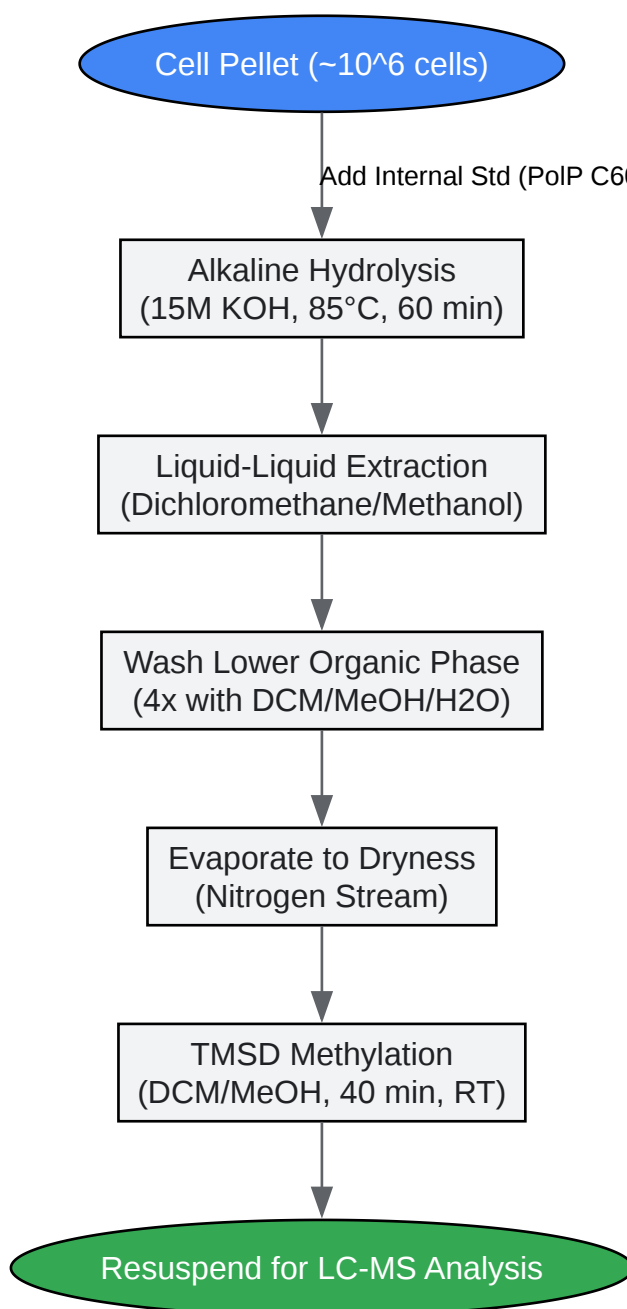 Cell Pellet (~10^6 cells)
Add Internal Std (PolP C60
Alkaline Hydrolysis
(15M KOH, 85°C, 60 min)
Liquid-Liquid Extraction
(Dichloromethane/Methanol)
Wash Lower Organic Phase
(4x with DCM/MeOH/H2O)
Evaporate to Dryness
(Nitrogen Stream)
TMSD Methylation
(DCM/MeOH, 40 min, RT)
Resuspend for LC-MS Analysis